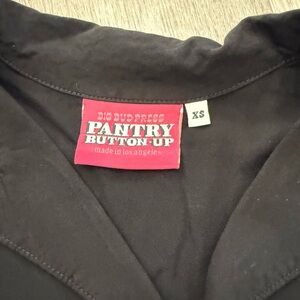 BIG BUD PRESS
PANTRY
BUTTON-UP
made in los angeles
XS